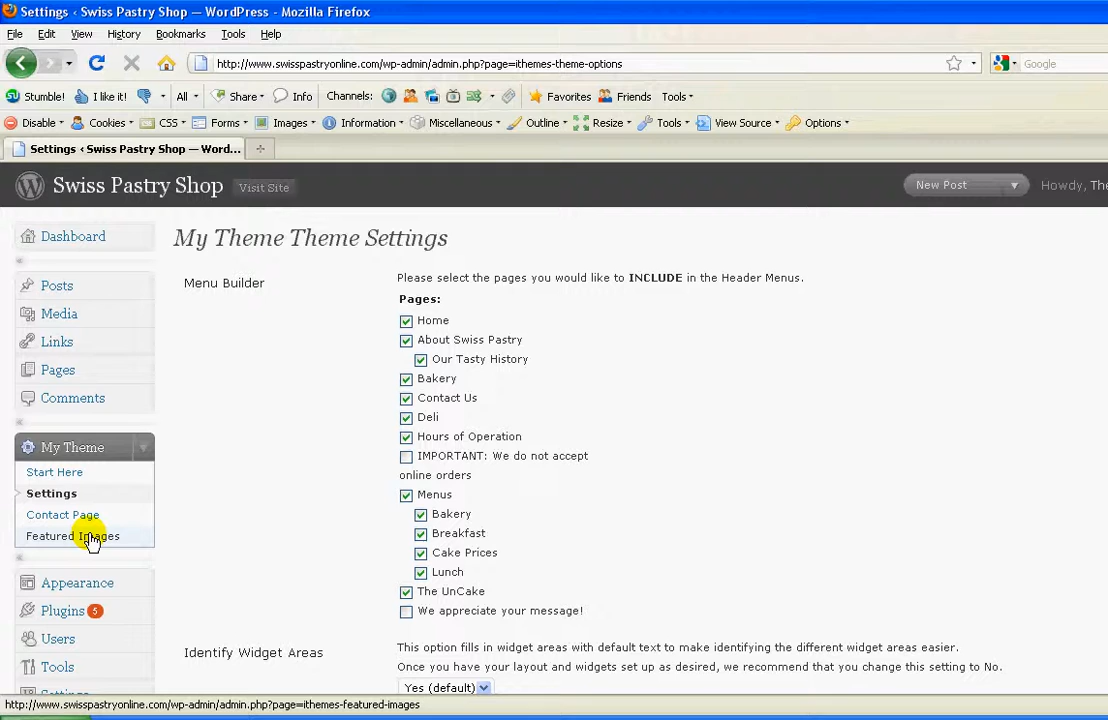 Settings ‹ Swiss Pastry Shop — WordPress - Mozilla Firefox
File Edit View History Bookmarks Tools Help
http://www.swisspastryonline.com/wp-admin/admin.php?page=ithemes-theme-options
Google
Stumble! I like it! All Share Info Channels: Favorites Friends Tools
Disable Cookies CSS Forms Images Information Miscellaneous Outline Resize Tools View Source Options
Settings ‹ Swiss Pastry Shop — Word...
Swiss Pastry Shop Visit Site New Post Howdy, The
Dashboard
Posts
Media
Links
Pages
Comments
My Theme
Start Here
Settings
Contact Page
Featured Images
Appearance
Plugins 5
Users
Tools
Settings
My Theme Theme Settings
Menu Builder
Please select the pages you would like to INCLUDE in the Header Menus.
Pages:
Home
About Swiss Pastry
Our Tasty History
Bakery
Contact Us
Deli
Hours of Operation
IMPORTANT: We do not accept
online orders
Menus
Bakery
Breakfast
Cake Prices
Lunch
The UnCake
We appreciate your message!
Identify Widget Areas
This option fills in widget areas with default text to make identifying the different widget areas easier.
Once you have your layout and widgets set up as desired, we recommend that you change this setting to No.
Yes (default)
http://www.swisspastryonline.com/wp-admin/admin.php?page=ithemes-featured-images